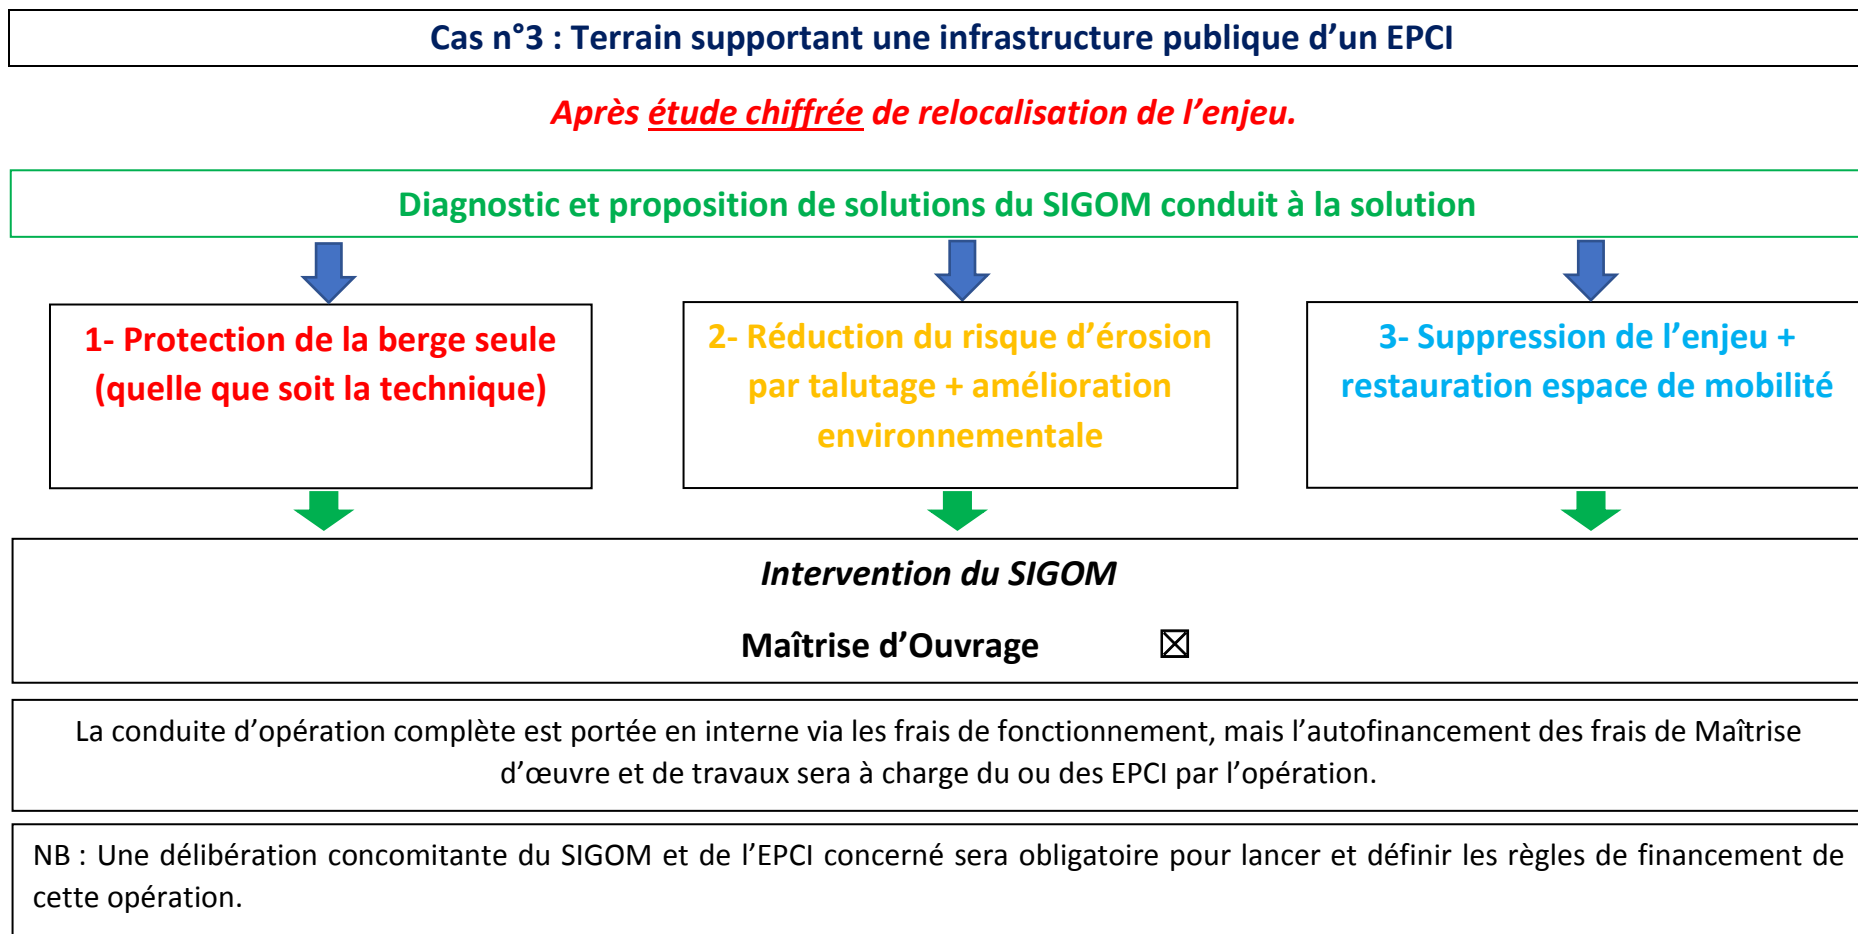 Cas n°3 : Terrain supportant une infrastructure publique d’un EPCI
Après étude chiffrée de relocalisation de l’enjeu.
Diagnostic et proposition de solutions du SIGOM conduit à la solution
1- Protection de la berge seule
(quelle que soit la technique)
2- Réduction du risque d’érosion
par talutage + amélioration
environnementale
3- Suppression de l’enjeu +
restauration espace de mobilité
Intervention du SIGOM
Maîtrise d’Ouvrage ☒
La conduite d’opération complète est portée en interne via les frais de fonctionnement, mais l’autofinancement des frais de Maîtrise
d’œuvre et de travaux sera à charge du ou des EPCI par l’opération.
NB : Une délibération concomitante du SIGOM et de l’EPCI concerné sera obligatoire pour lancer et définir les règles de financement de
cette opération.